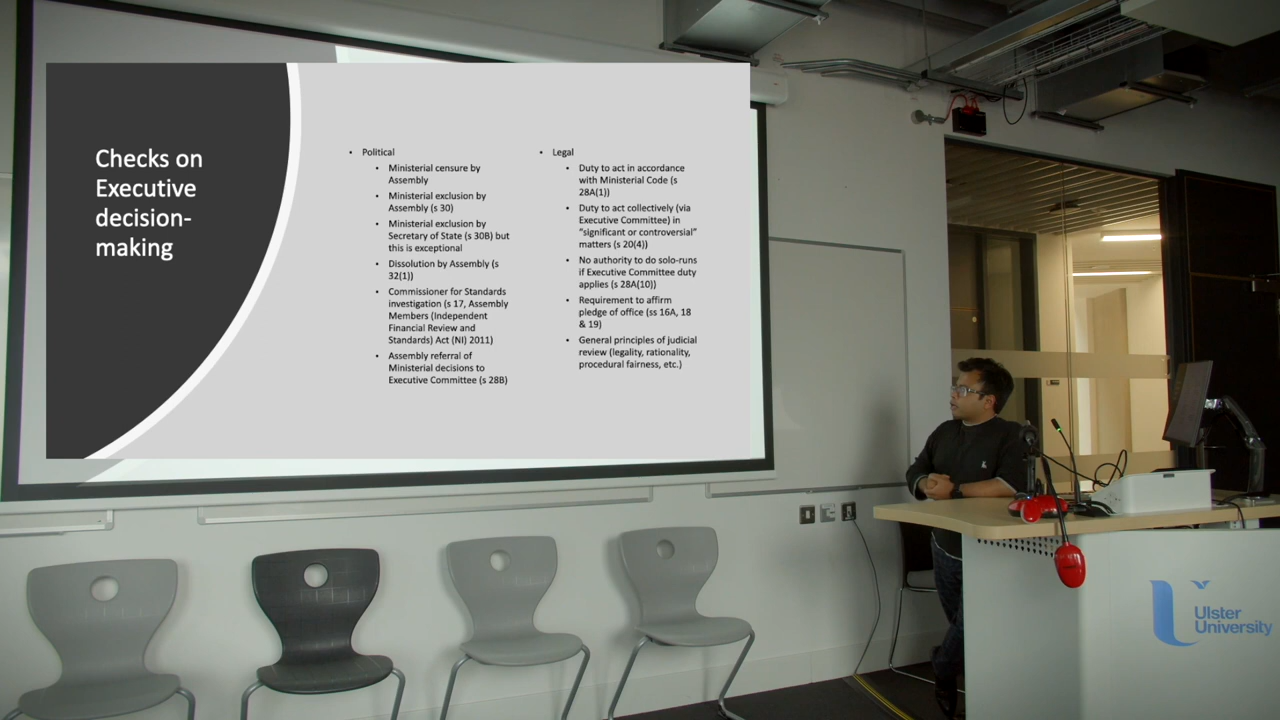 Checks on
Executive
decision-
making
• Political
• Ministerial censure by
Assembly
• Ministerial exclusion by
Assembly (s 30)
• Ministerial exclusion by
Secretary of State (s 30B) but
this is exceptional
• Dissolution by Assembly (s
32(1))
• Commissioner for Standards
investigation (s 17, Assembly
Members (Independent
Financial Review and
Standards) Act (NI) 2011)
• Assembly referral of
Ministerial decisions to
Executive Committee (s 28B)
• Legal
• Duty to act in accordance
with Ministerial Code (s
28A(1))
• Duty to act collectively (via
Executive Committee) in
“significant or controversial”
matters (s 20(4))
• No authority to do solo-runs
if Executive Committee duty
applies (s 28A(10))
• Requirement to affirm
pledge of office (ss 16A, 18
& 19)
• General principles of judicial
review (legality, rationality,
procedural fairness, etc.)
Ulster
University